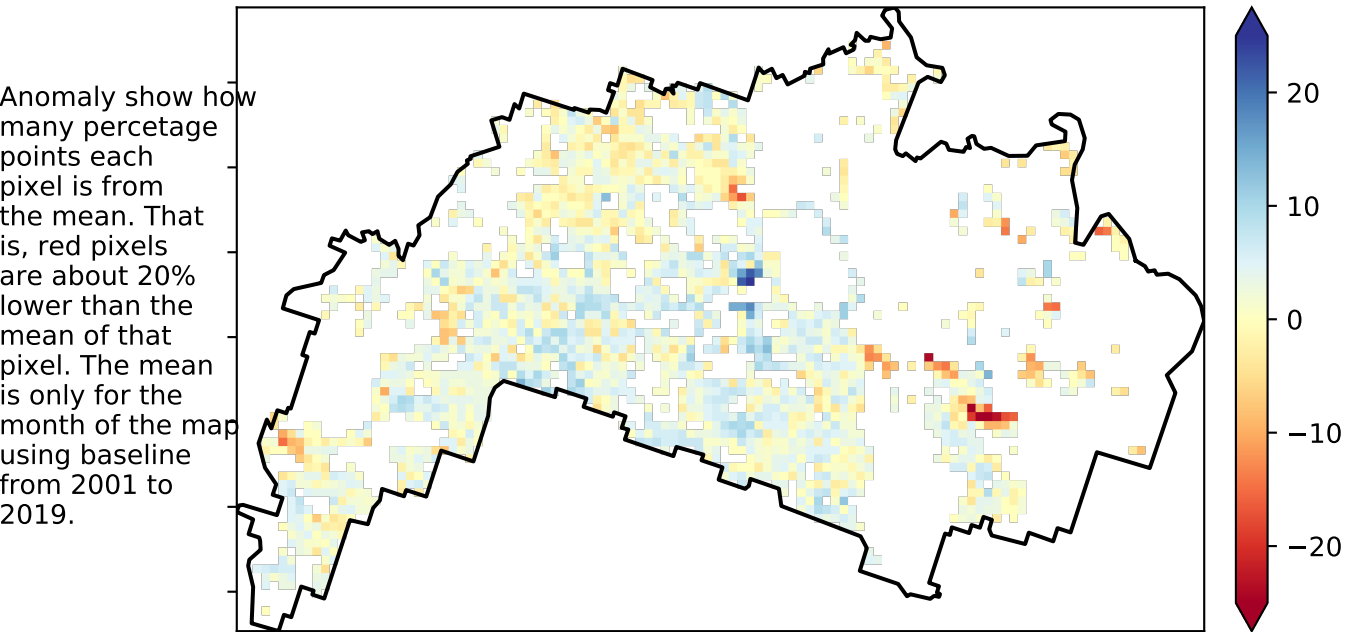 Anomaly show how
many percetage
points each
pixel is from
the mean. That
is, red pixels
are about 20%
lower than the
mean of that
pixel. The mean
is only for the
month of the map
using baseline
from 2001 to
2019.
20
10
0
−10
−20